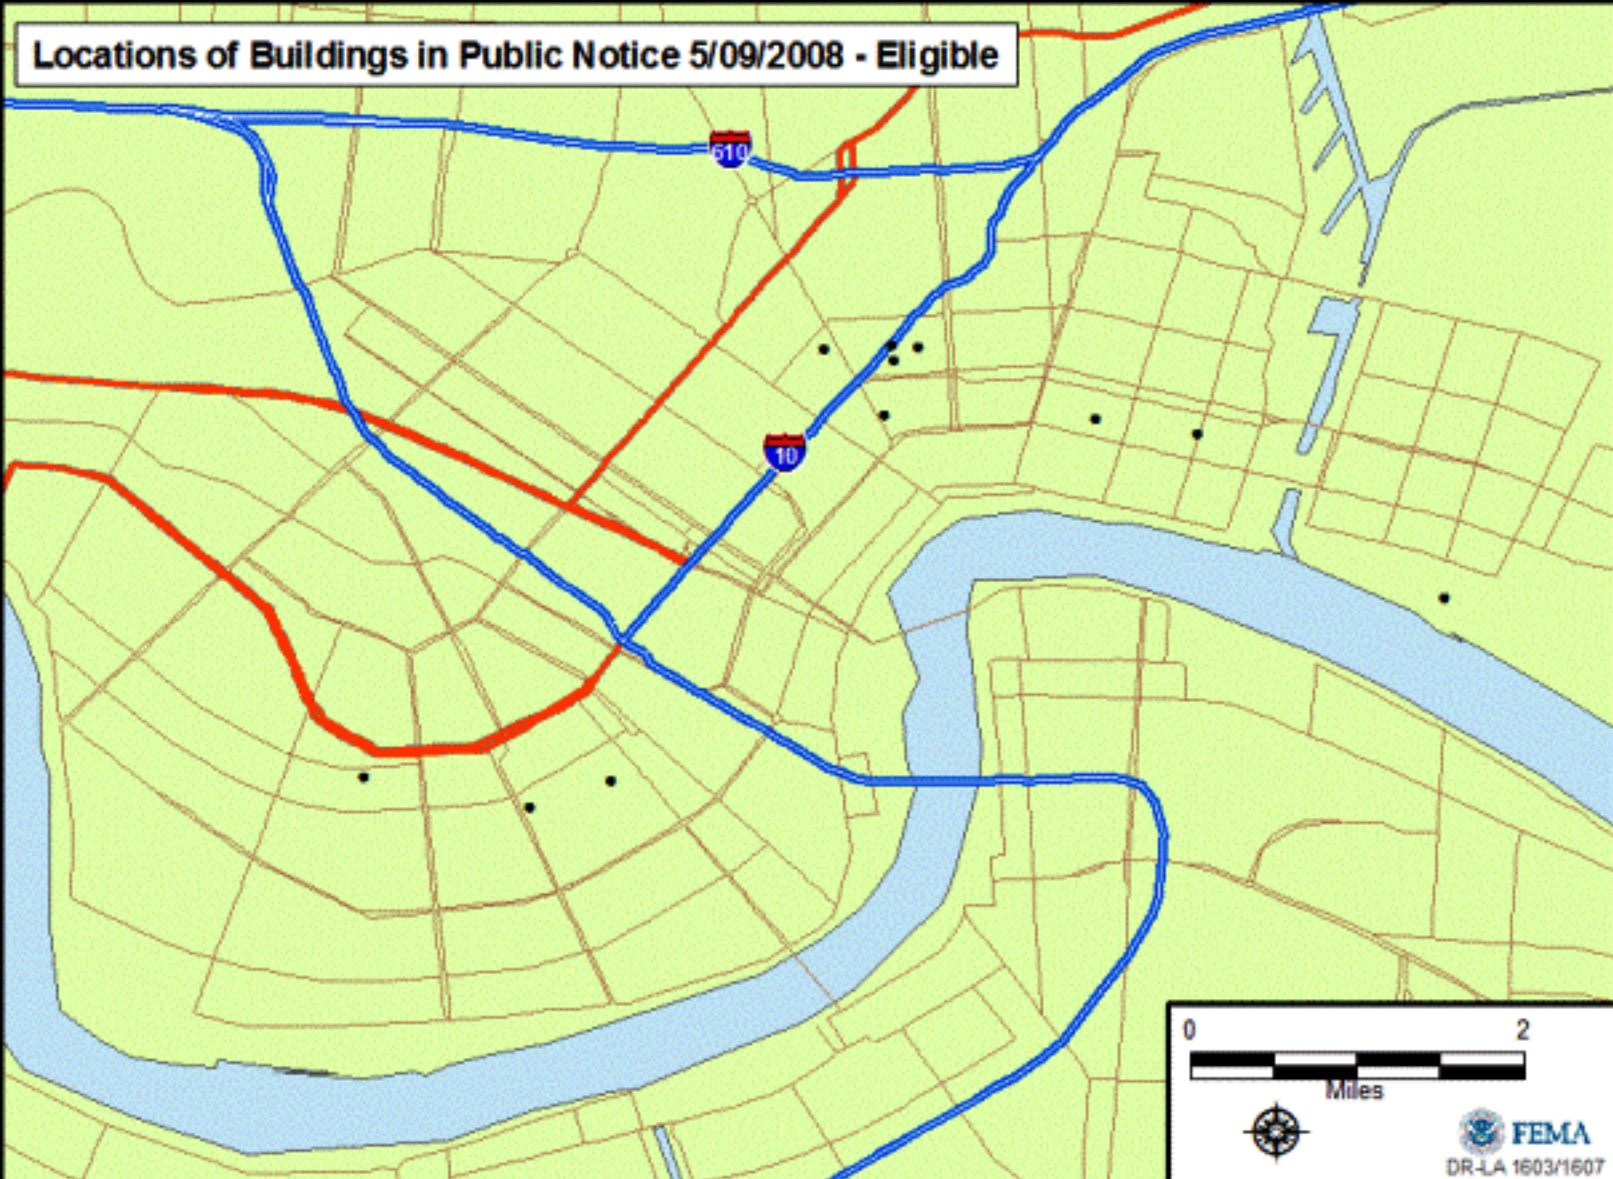 Locations of Buildings in Public Notice 5/09/2008 - Eligible
610
10
0 2
Miles
FEMA
DR-LA 1603/1607